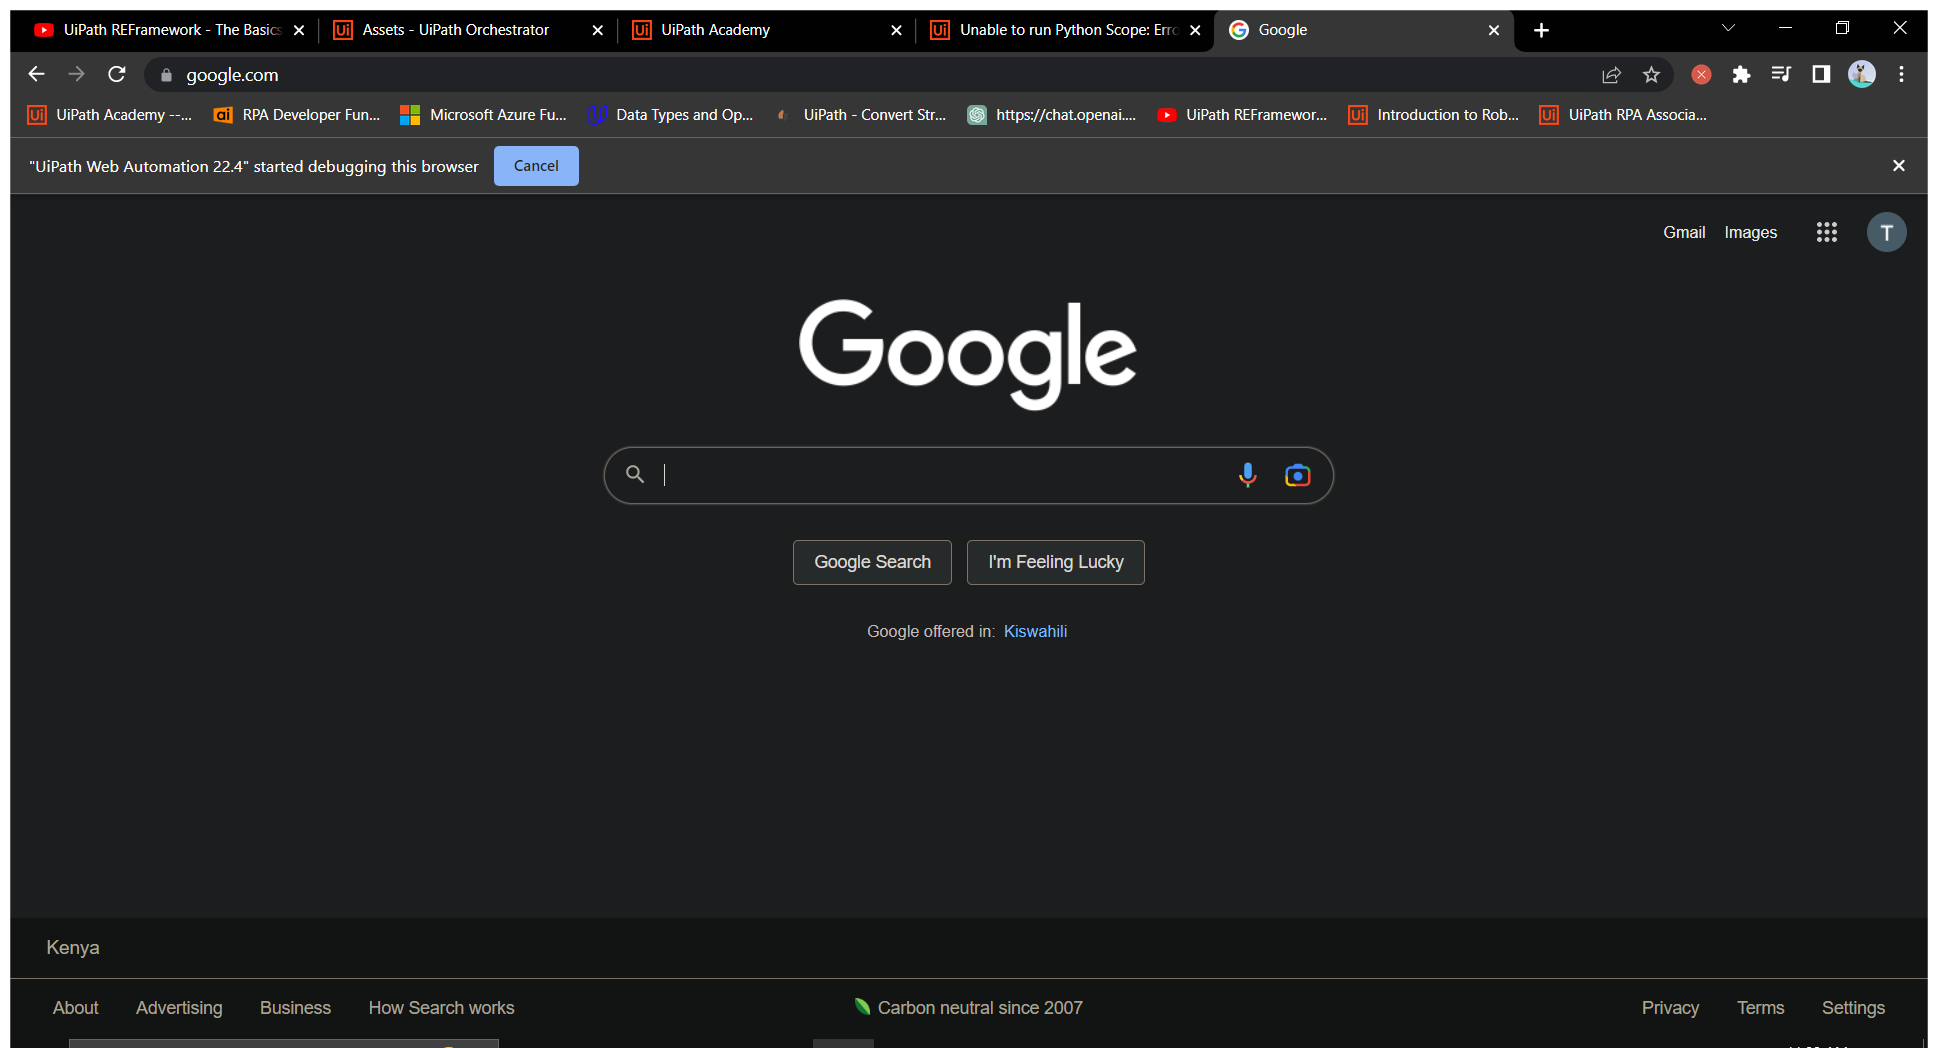 UiPath REFramework - The Basics
Assets - UiPath Orchestrator
UiPath Academy
Unable to run Python Scope: Erro
Google
google.com
UiPath Academy --...
RPA Developer Fun...
Microsoft Azure Fu...
Data Types and Op...
UiPath - Convert Str...
https://chat.openai....
UiPath REFramewor...
Introduction to Rob...
UiPath RPA Associa...
"UiPath Web Automation 22.4" started debugging this browser
Cancel
Gmail
Images
T
Google
Google Search
I'm Feeling Lucky
Google offered in: Kiswahili
Kenya
About
Advertising
Business
How Search works
Carbon neutral since 2007
Privacy
Terms
Settings